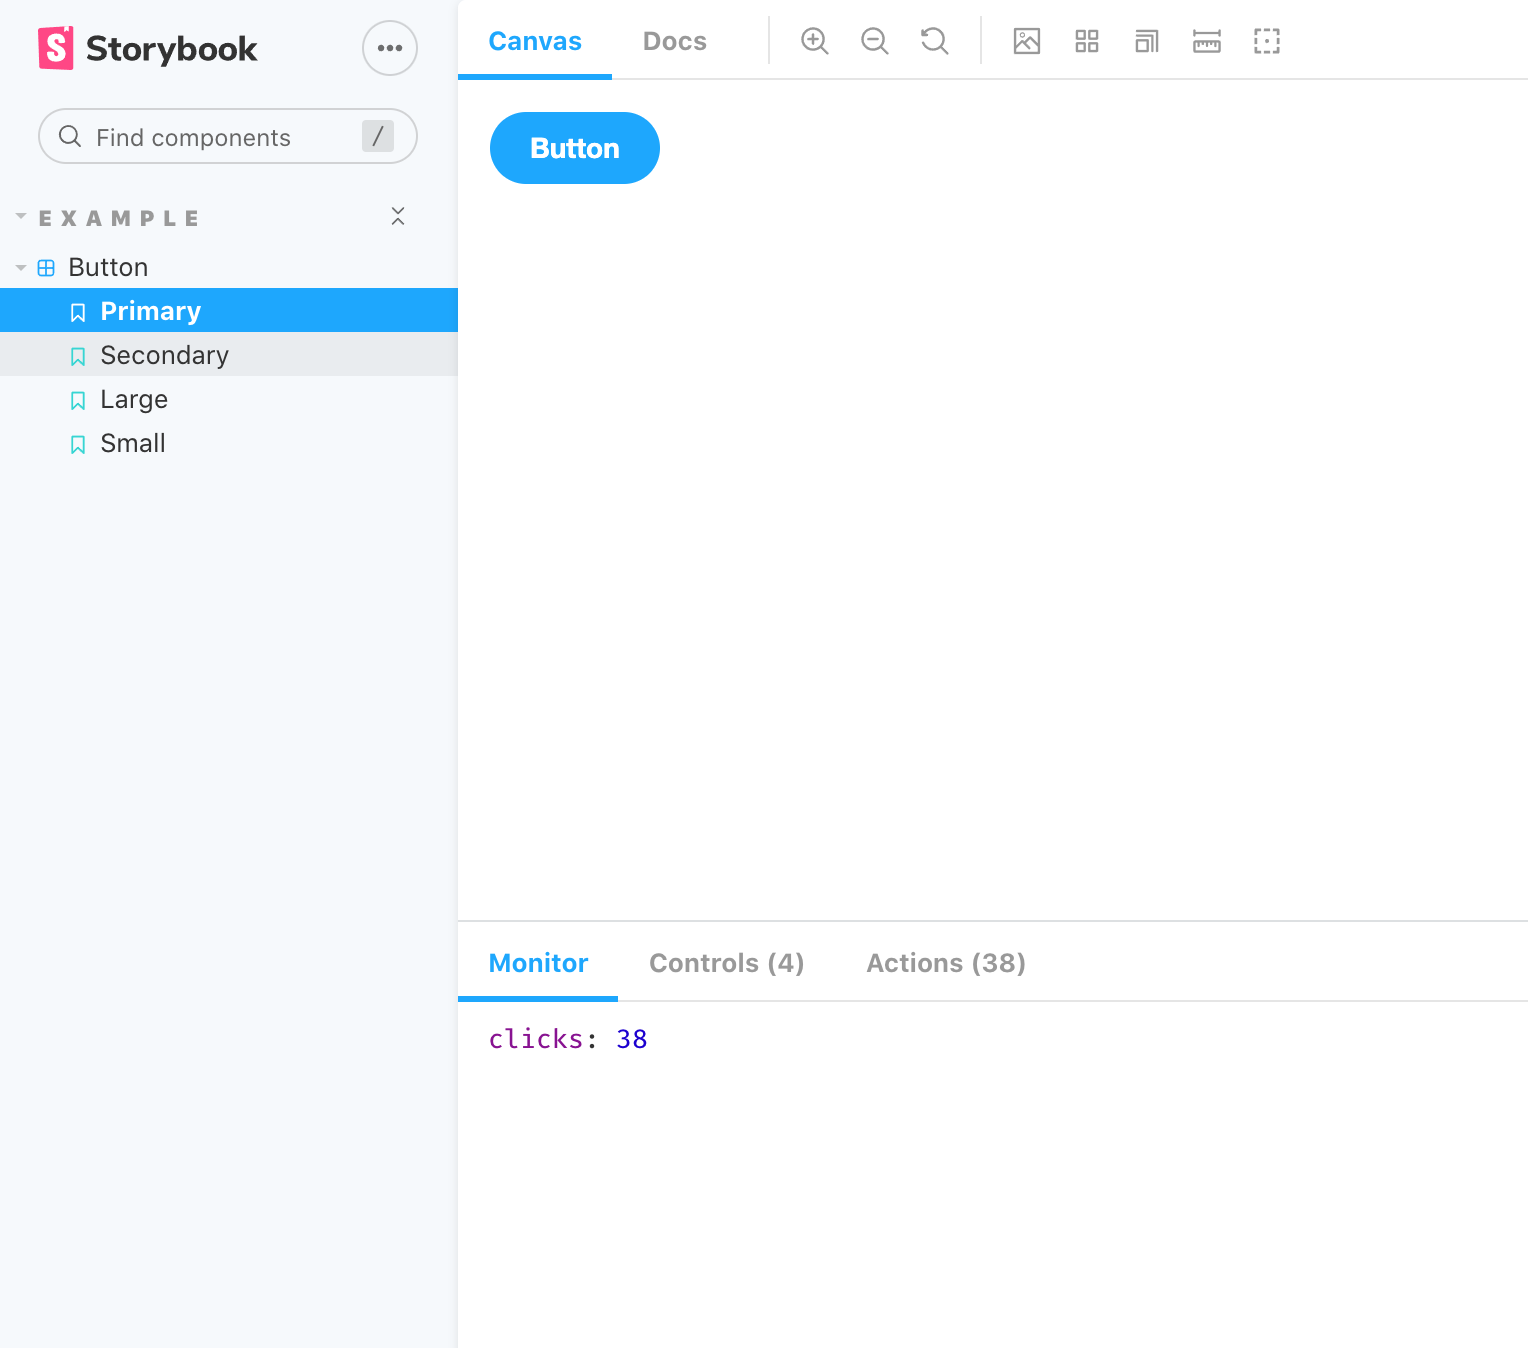 Storybook
Find components /
EXAMPLE
Button
Primary
Secondary
Large
Small
Canvas Docs
Button
Monitor Controls (4) Actions (38)
clicks: 38